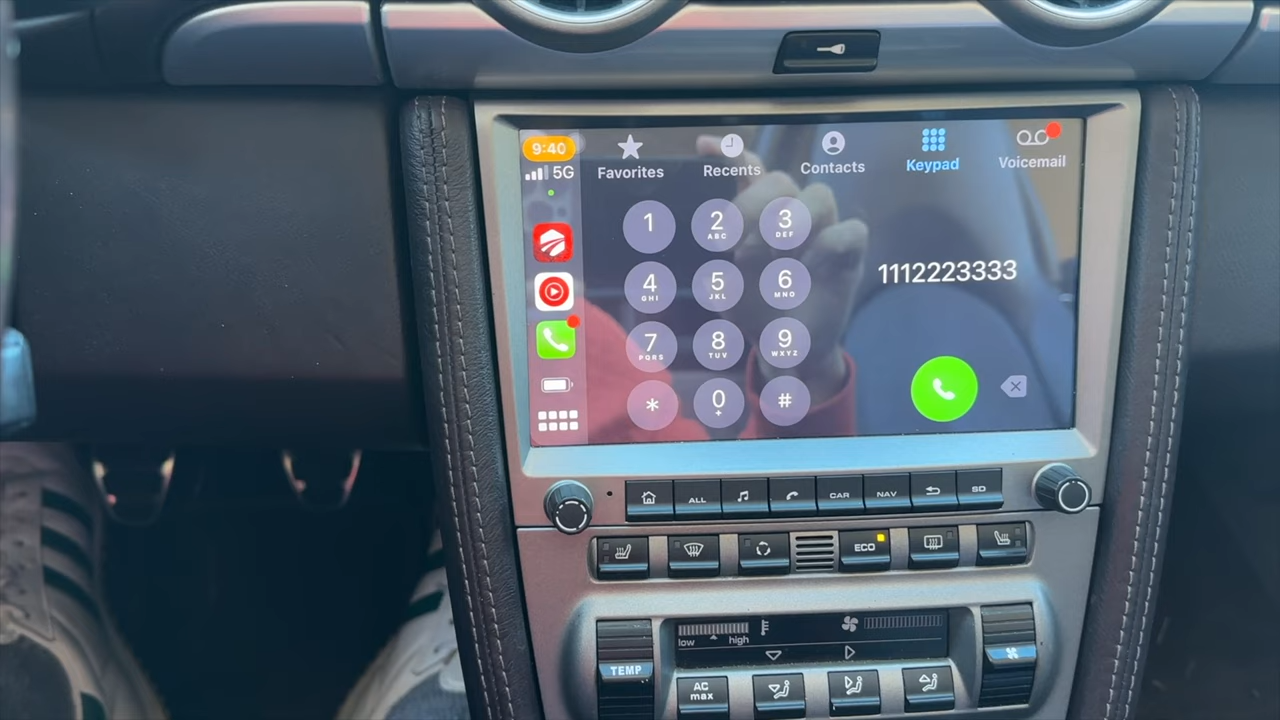 9:40
5G
Favorites
Recents
Contacts
Keypad
Voicemail
1
2
ABC
3
DEF
4
GHI
5
JKL
6
MNO
7
PQRS
8
TUV
9
WXYZ
*
0
+
#
1112223333
ALL
CAR
NAV
SD
ECO
low
high
TEMP
AC
max